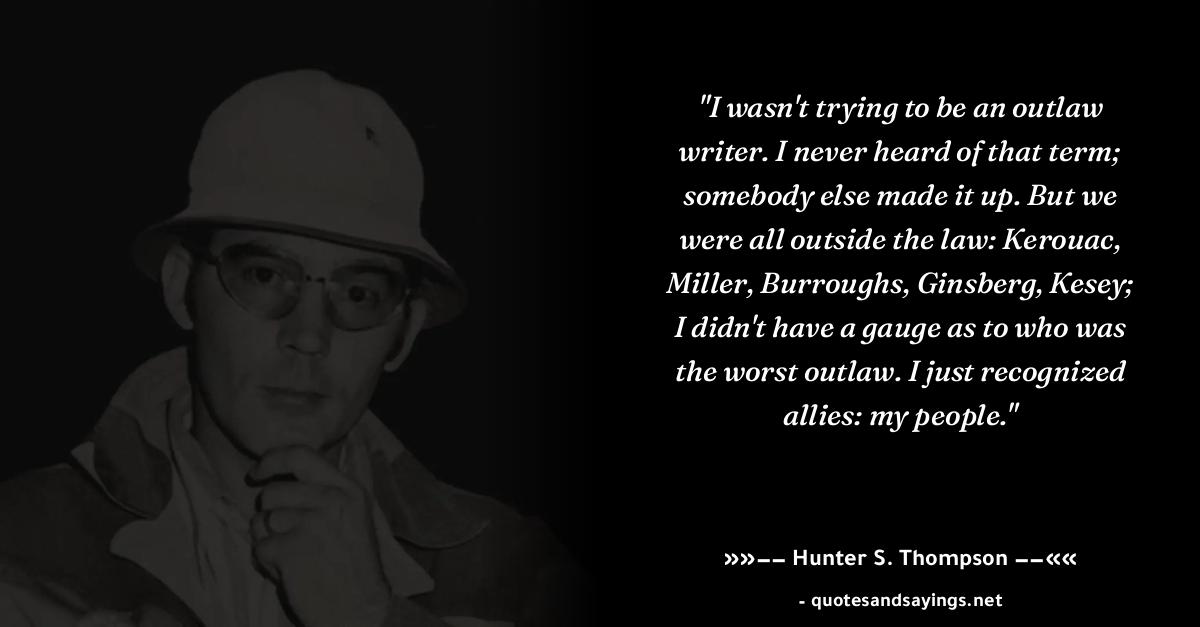 "I wasn't trying to be an outlaw
writer. I never heard of that term;
somebody else made it up. But we
were all outside the law: Kerouac,
Miller, Burroughs, Ginsberg, Kesey;
I didn't have a gauge as to who was
the worst outlaw. I just recognized
allies: my people."
»»–– Hunter S. Thompson ––««
- quotesandsayings.net